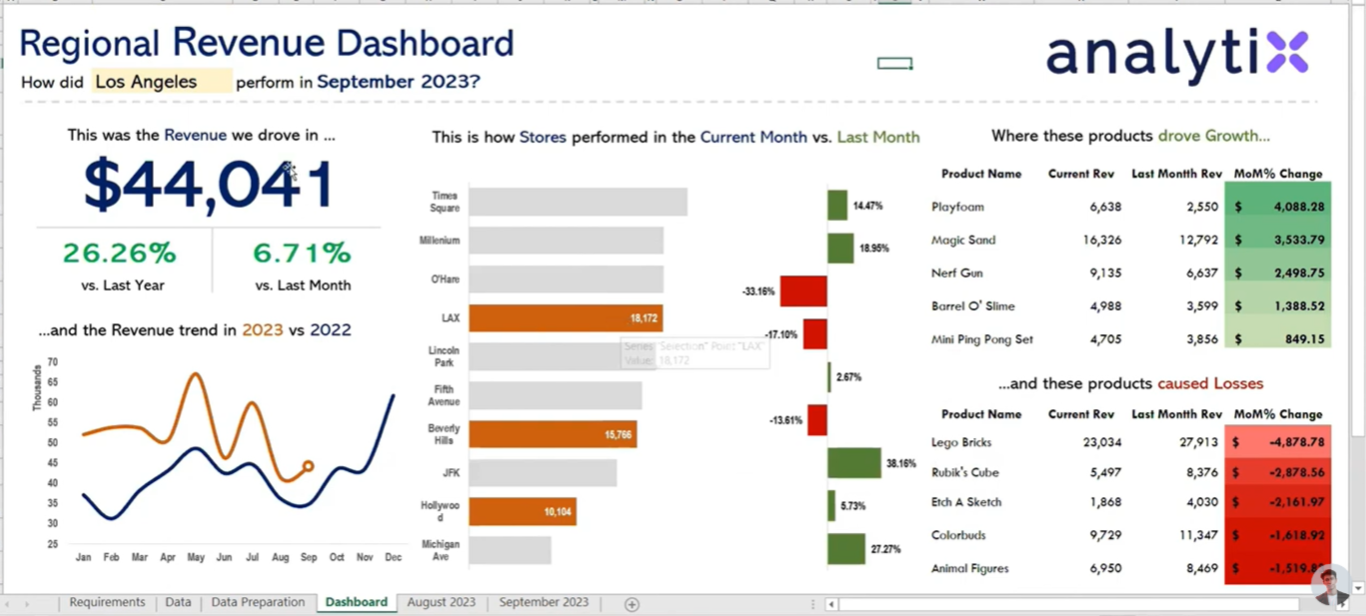 Regional Revenue Dashboard
analytix
How did Los Angeles perform in September 2023?
This was the Revenue we drove in ...
$44,041
26.26% 6.71%
vs. Last Year vs. Last Month
...and the Revenue trend in 2023 vs 2022
Thousands
70
65
60
55
50
45
40
35
30
25
Jan Feb Mar Apr May Jun Jul Aug Sep Oct Nov Dec
This is how Stores performed in the Current Month vs. Last Month
Times
Square
14.47%
Millenium
18.95%
O'Hare
-33.16%
LAX
18,172
-17.10%
Series "Selection" Point "LAX"
Value: 18,172
Lincoln
Park
2.67%
Fifth
Avenue
-13.61%
Beverly
Hills
15,766
38.16%
JFK
5.73%
Hollywoo
d
10,104
27.27%
Michigan
Ave
Where these products drove Growth...
Product Name Current Rev Last Montth Rev MoM% Change
Playfoam 6,638 2,550 $ 4,088.28
Magic Sand 16,326 12,792 $ 3,533.79
Nerf Gun 9,135 6,637 $ 2,498.75
Barrel O' Slime 4,988 3,599 $ 1,388.52
Mini Ping Pong Set 4,705 3,856 $ 849.15
...and these products caused Losses
Product Name Current Rev Last Montth Rev MoM% Change
Lego Bricks 23,034 27,913 $ -4,878.78
Rubik's Cube 5,497 8,376 $ -2,878.56
Etch A Sketch 1,868 4,030 $ -2,161.97
Colorbuds 9,729 11,347 $ -1,618.92
Animal Figures 6,950 8,469 $
Requirements Data Data Preparation Dashboard August 2023 September 2023